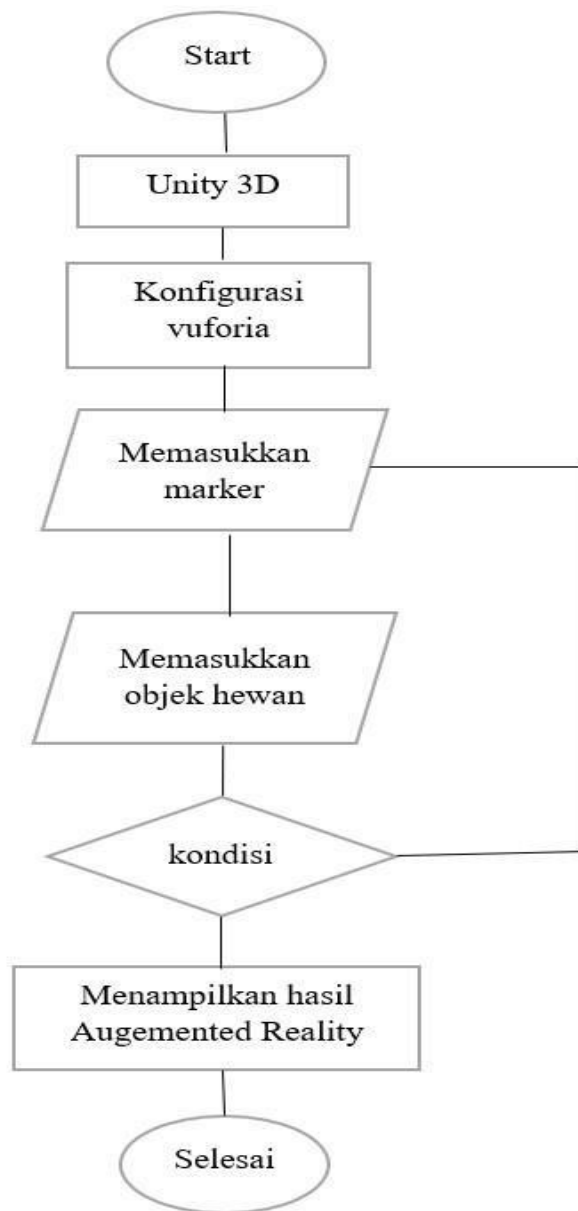 Start
Unity 3D
Konfigurasi
vuforia
Memasukkan
marker
Memasukkan
objek hewan
kondisi
Menampilkan hasil
Augemented Reality
Selesai